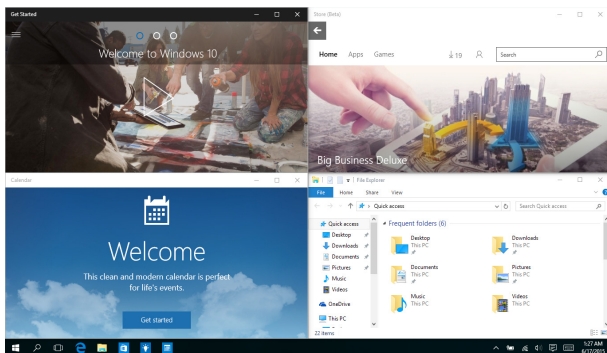 Get Started
Welcome to Windows 10
Store (Beta)
Home Apps Games
19
Search
Big Business Deluxe
Calendar
Welcome
This clean and modern calendar is perfect
for life's events.
Get started
File Explorer
File Home Share View
Quick access
Search Quick access
Quick access
Desktop
Downloads
Documents
Pictures
Music
Videos
OneDrive
This PC
22 items
Frequent folders (6)
Desktop
This PC
Downloads
This PC
Documents
This PC
Pictures
This PC
Music
This PC
Videos
This PC
1:27 AM
6/17/2015